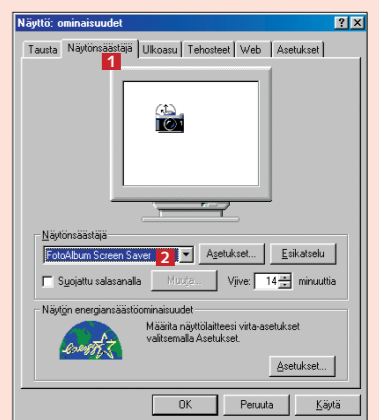 Näyttö: ominaisuudet
Tausta Näytönsäästäjä Ulkoasu Tehosteet Web Asetukset
1
Näytönsäästäjä
FotoAlbum Screen Saver 2 Asetukset... Esikatselu
Suojattu salasanalla Muuta... Viive: 14 minuuttia
Näytön energiansäästöominaisuudet
Määritä näyttölaitteesi virta-asetukset
valitsemalla Asetukset.
Asetukset...
OK Peruuta Käytä